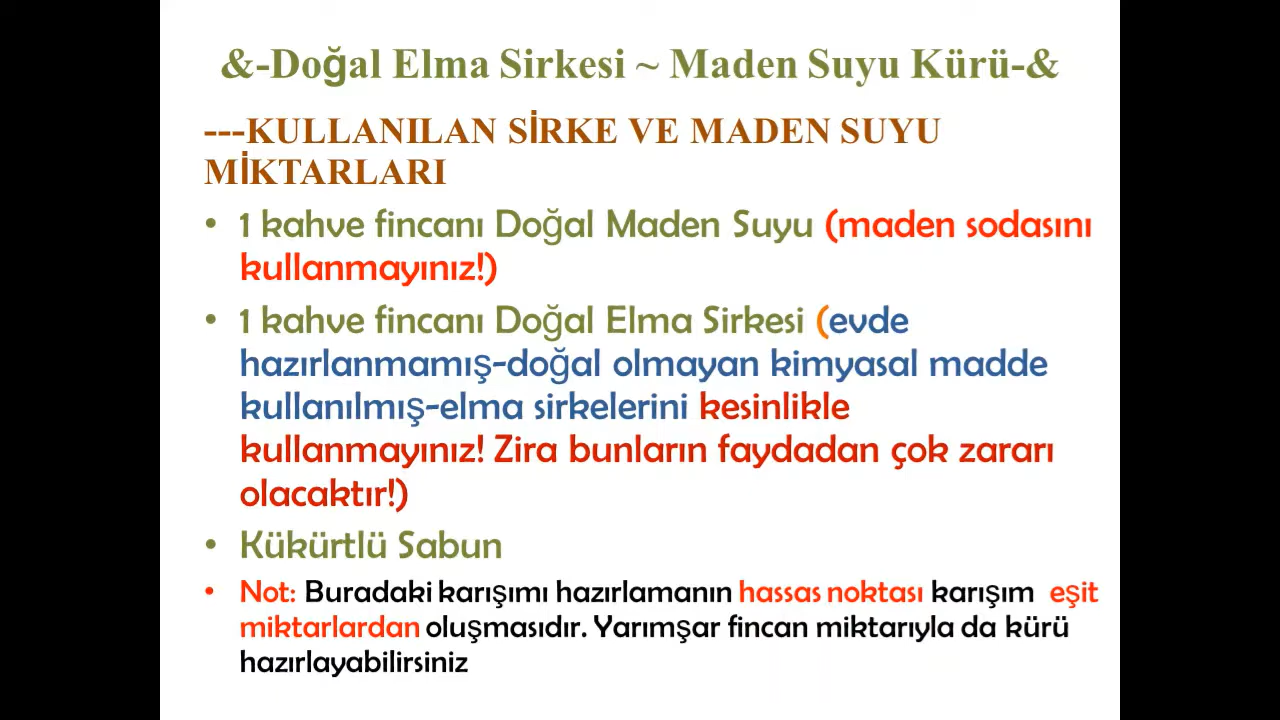 &-Doğal Elma Sirkesi ~ Maden Suyu Kürü-&
---KULLANILAN SİRKE VE MADEN SUYU
MİKTARLARI
• 1 kahve fincanı Doğal Maden Suyu (maden sodasını
kullanmayınız!)
• 1 kahve fincanı Doğal Elma Sirkesi (evde
hazırlanmamış-doğal olmayan kimyasal madde
kullanılmış-elma sirkelerini kesinlikle
kullanmayınız! Zira bunların faydadan çok zararı
olacaktır!)
• Kükürtlü Sabun
• Not: Buradaki karışımı hazırlamanın hassas noktası karışım eşit
miktarlardan oluşmasıdır. Yarımşar fincan miktarıyla da kürü
hazırlayabilirsiniz